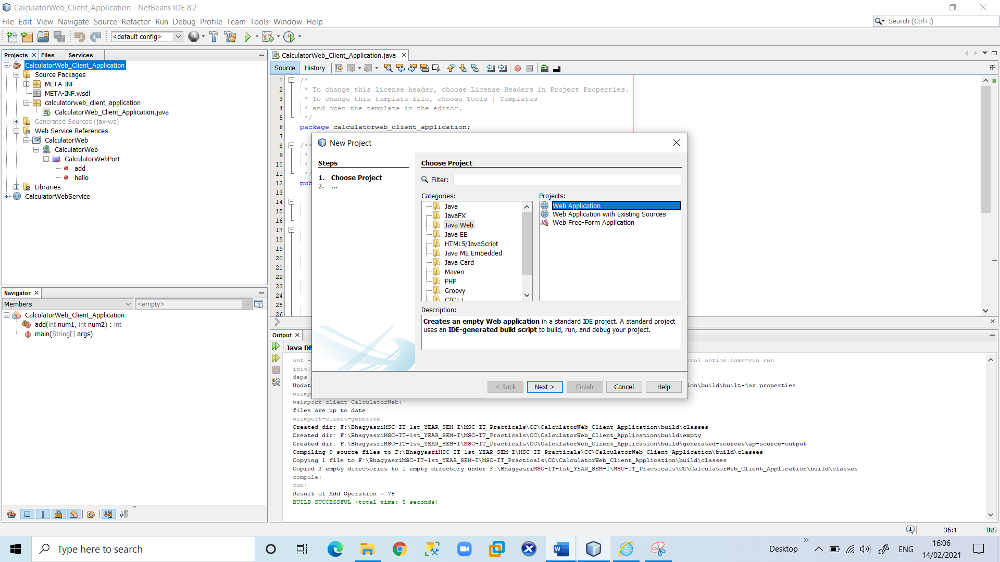 CalculatorWeb_Client_Application - NetBeans IDE 8.2
File Edit View Navigate Source Refactor Run Debug Profile Team Tools Window Help
Search (Ctrl+I)
<default config>
Projects Files Services
CalculatorWeb_Client_Application
Source Packages
META-INF
META-INF.wsdl
calculatorweb_client_application
CalculatorWeb_Client_Application.java
Generated Sources (jax-ws)
Web Service References
CalculatorWeb
CalculatorWeb
CalculatorWebPort
add
hello
Libraries
CalculatorWebService
Navigator
Members
<empty>
CalculatorWeb_Client_Application
add(int num1, int num2) : int
main(String[] args)
CalculatorWeb_Client_Application.java
Source History
1 /*
2 * To change this license header, choose License Headers in Project Properties.
3 * To change this template file, choose Tools | Templates
4 * and open the template in the editor.
5 */
6 package calculatorweb_client_application;
7
8 /**
9 *
10 *
11 */
12 pub
13
14
15
16
17
18
19
20
21
22
23
24
25
26
New Project
Steps
1. Choose Project
2. ...
Choose Project
Filter:
Categories:
Java
JavaFX
Java Web
Java EE
HTML5/JavaScript
Java ME Embedded
Java Card
Maven
PHP
Groovy
C/C++
Projects:
Web Application
Web Application with Existing Sources
Web Free-Form Application
Description:
Creates an empty Web application in a standard IDE project. A standard project
uses an IDE-generated build script to build, run, and debug your project.
< Back Next > Finish Cancel Help
Output
Java DB
ant - rnal.action.name=run run
init:
deps-
Updati ion\build\built-jar.properties
wsimpo
wsimport-client-CalculatorWeb:
files are up to date
wsimport-client-generate:
Created dir: F:\BhagyasriMSC-IT-1st_YEAR_SEM-I\MSC-IT_Practicals\CC\CalculatorWeb_Client_Application\build\classes
Created dir: F:\BhagyasriMSC-IT-1st_YEAR_SEM-I\MSC-IT_Practicals\CC\CalculatorWeb_Client_Application\build\empty
Created dir: F:\BhagyasriMSC-IT-1st_YEAR_SEM-I\MSC-IT_Practicals\CC\CalculatorWeb_Client_Application\build\generated-sources\ap-source-output
Compiling 9 source files to F:\BhagyasriMSC-IT-1st_YEAR_SEM-I\MSC-IT_Practicals\CC\CalculatorWeb_Client_Application\build\classes
Copying 1 file to F:\BhagyasriMSC-IT-1st_YEAR_SEM-I\MSC-IT_Practicals\CC\CalculatorWeb_Client_Application\build\classes
Copied 2 empty directories to 1 empty directory under F:\BhagyasriMSC-IT-1st_YEAR_SEM-I\MSC-IT_Practicals\CC\CalculatorWeb_Client_Application\build\classes
compile:
run:
Result of Add Operation = 75
BUILD SUCCESSFUL (total time: 5 seconds)
36:1 INS
Type here to search
Desktop
ENG
16:06
14/02/2021